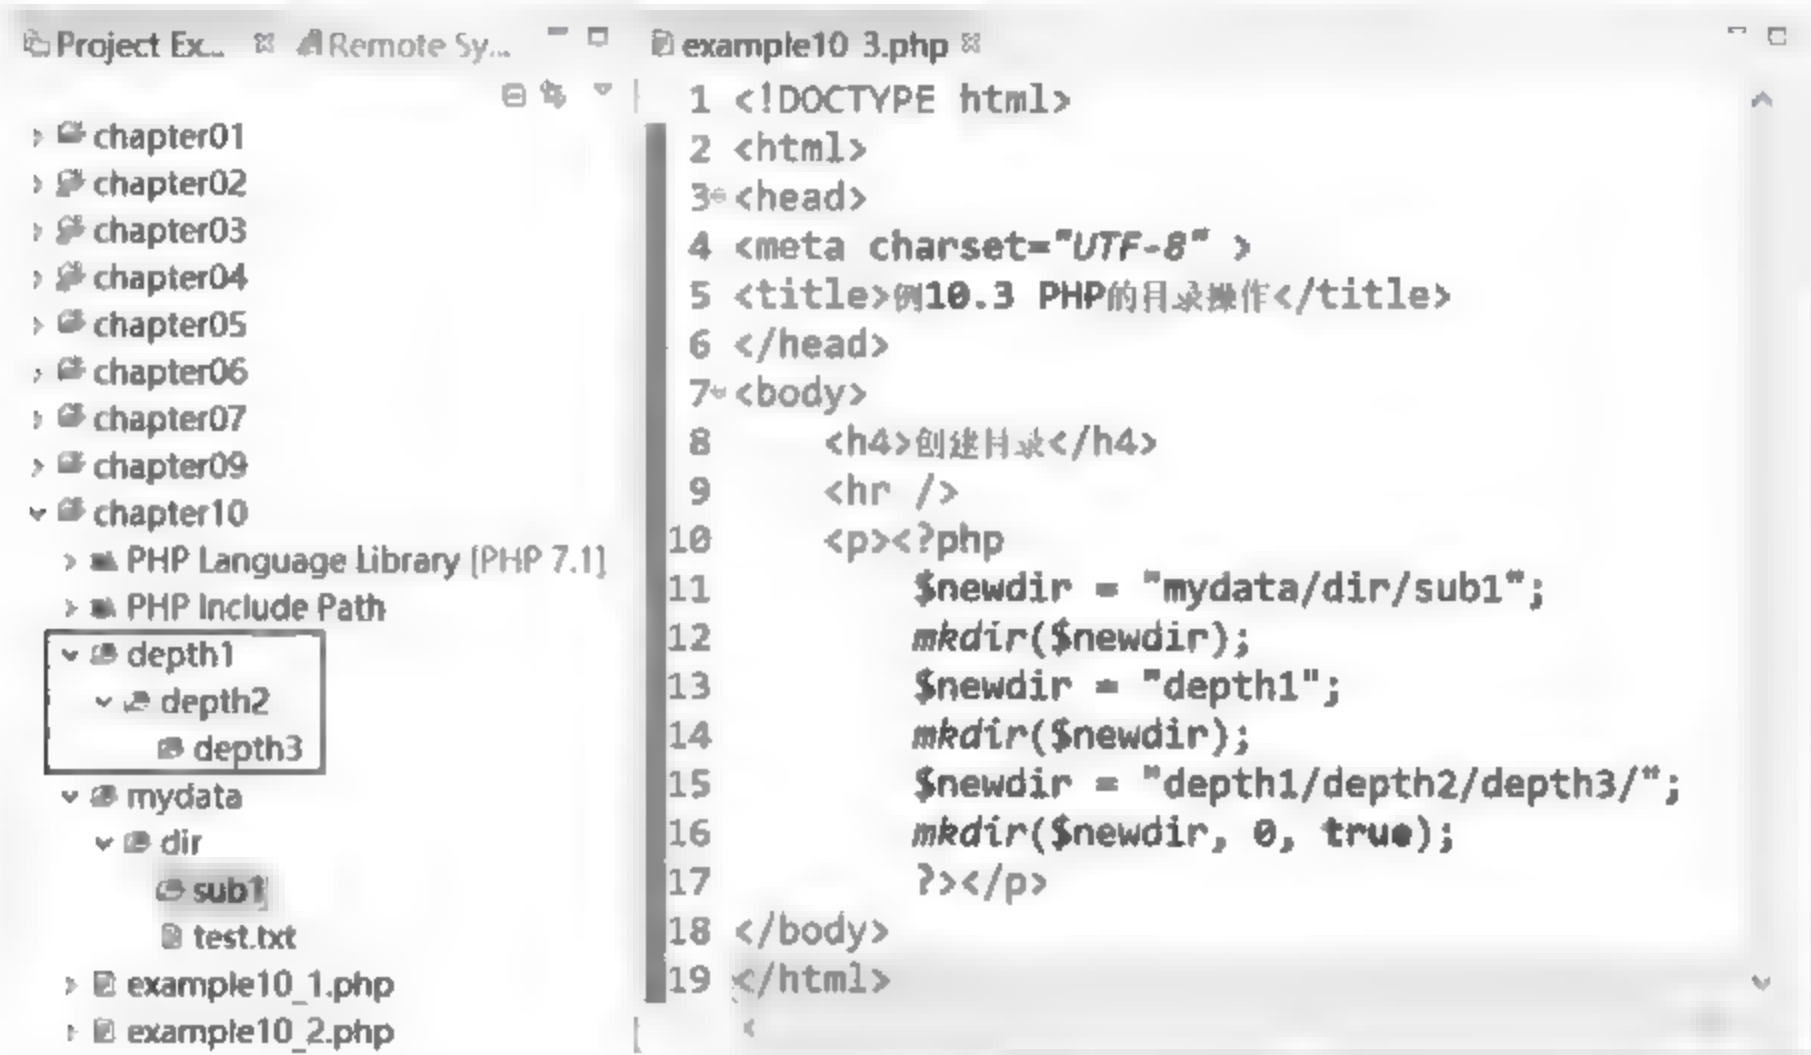 Project Ex...
Remote Sy...
chapter01
chapter02
chapter03
chapter04
chapter05
chapter06
chapter07
chapter09
chapter10
PHP Language Library [PHP 7.1]
PHP Include Path
depth1
depth2
depth3
mydata
dir
sub1
test.txt
example10_1.php
example10_2.php
example10_3.php
1 <!DOCTYPE html>
2 <html>
3 <head>
4 <meta charset="UTF-8" >
5 <title>例10.3 PHP的目录操作</title>
6 </head>
7 <body>
8 <h4>创建目录</h4>
9 <hr />
10 <p><?php
11 $newdir = "mydata/dir/sub1";
12 mkdir($newdir);
13 $newdir = "depth1";
14 mkdir($newdir);
15 $newdir = "depth1/depth2/depth3/";
16 mkdir($newdir, 0, true);
17 ?></p>
18 </body>
19 </html>